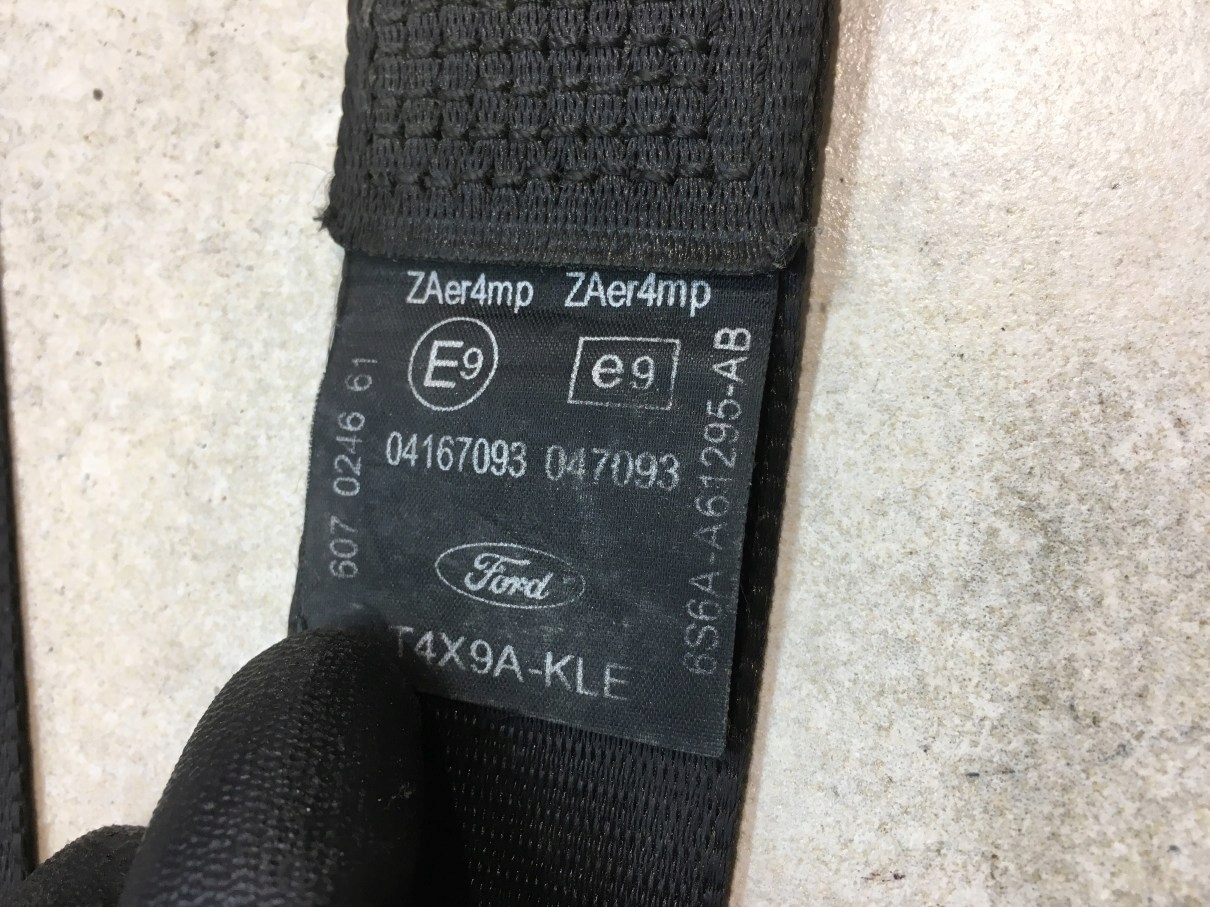 ZAer4mp ZAer4mp
E9 e9
04167093 047093
607 0246 61
6S6A-A61295-AB
Ford
T4X9A-KLE